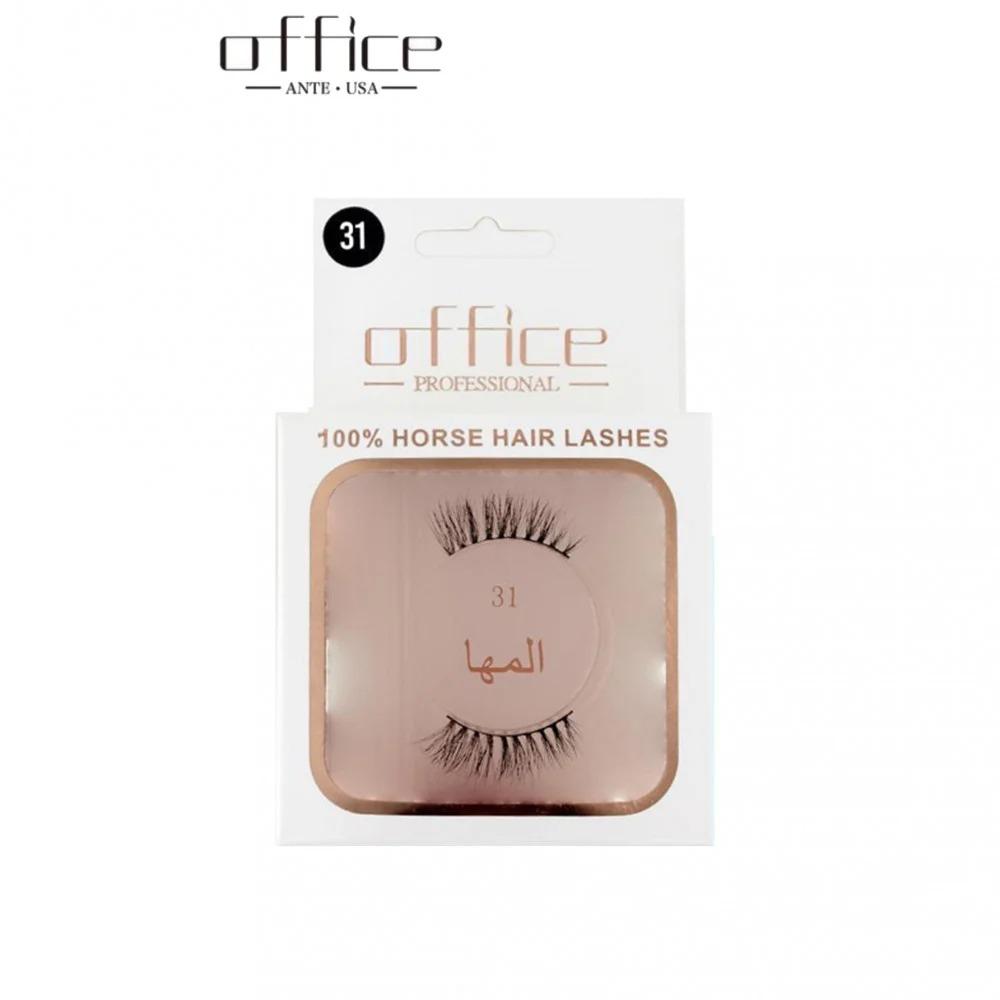 office
ANTE • USA
31
office
PROFESSIONAL
100% HORSE HAIR LASHES
31
المها